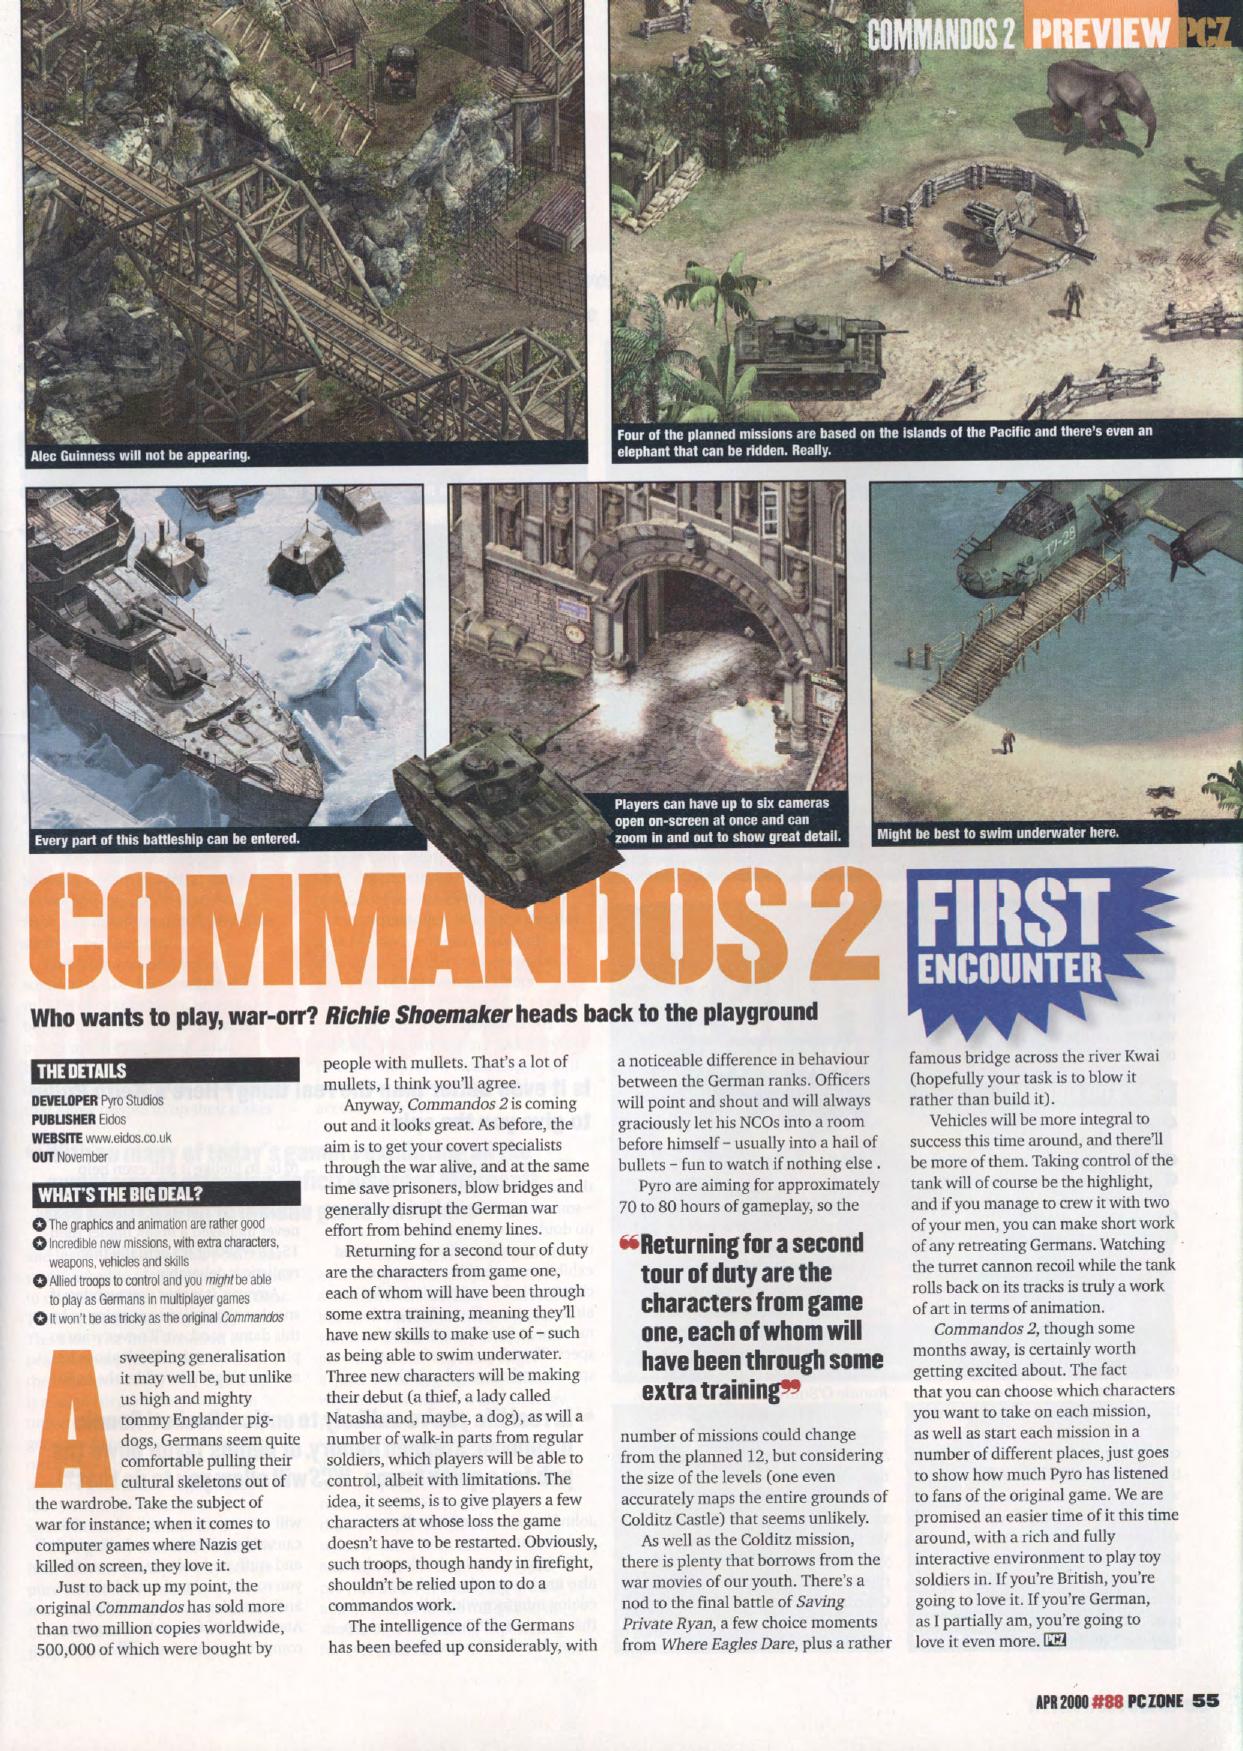 COMMANDOS 2 PREVIEW PCZ
Alec Guinness will not be appearing.
Four of the planned missions are based on the islands of the Pacific and there's even an
elephant that can be ridden. Really.
Every part of this battleship can be entered.
Players can have up to six cameras
open on-screen at once and can
zoom in and out to show great detail.
17-29
Might be best to swim underwater here.
COMMANDOS 2
FIRST
ENCOUNTER
Who wants to play, war-orr? Richie Shoemaker heads back to the playground
THE DETAILS
DEVELOPER Pyro Studios
PUBLISHER Eidos
WEBSITE www.eidos.co.uk
OUT November
WHAT'S THE BIG DEAL?
The graphics and animation are rather good
Incredible new missions, with extra characters,
weapons, vehicles and skills
Allied troops to control and you might be able
to play as Germans in multiplayer games
It won't be as tricky as the original Commandos
A sweeping generalisation
it may well be, but unlike
us high and mighty
tommy Englander pig-
dogs, Germans seem quite
comfortable pulling their
cultural skeletons out of
the wardrobe. Take the subject of
war for instance; when it comes to
computer games where Nazis get
killed on screen, they love it.
Just to back up my point, the
original Commandos has sold more
than two million copies worldwide,
500,000 of which were bought by
people with mullets. That's a lot of
mullets, I think you'll agree.
Anyway, Commandos 2 is coming
out and it looks great. As before, the
aim is to get your covert specialists
through the war alive, and at the same
time save prisoners, blow bridges and
generally disrupt the German war
effort from behind enemy lines.
Returning for a second tour of duty
are the characters from game one,
each of whom will have been through
some extra training, meaning they'll
have new skills to make use of – such
as being able to swim underwater.
Three new characters will be making
their debut (a thief, a lady called
Natasha and, maybe, a dog), as will a
number of walk-in parts from regular
soldiers, which players will be able to
control, albeit with limitations. The
idea, it seems, is to give players a few
characters at whose loss the game
doesn't have to be restarted. Obviously,
such troops, though handy in firefight,
shouldn't be relied upon to do a
commandos work.
The intelligence of the Germans
has been beefed up considerably, with
a noticeable difference in behaviour
between the German ranks. Officers
will point and shout and will always
graciously let his NCOs into a room
before himself – usually into a hail of
bullets – fun to watch if nothing else .
Pyro are aiming for approximately
70 to 80 hours of gameplay, so the
“Returning for a second
tour of duty are the
characters from game
one, each of whom will
have been through some
extra training”
number of missions could change
from the planned 12, but considering
the size of the levels (one even
accurately maps the entire grounds of
Colditz Castle) that seems unlikely.
As well as the Colditz mission,
there is plenty that borrows from the
war movies of our youth. There's a
nod to the final battle of Saving
Private Ryan, a few choice moments
from Where Eagles Dare, plus a rather
famous bridge across the river Kwai
(hopefully your task is to blow it
rather than build it).
Vehicles will be more integral to
success this time around, and there'll
be more of them. Taking control of the
tank will of course be the highlight,
and if you manage to crew it with two
of your men, you can make short work
of any retreating Germans. Watching
the turret cannon recoil while the tank
rolls back on its tracks is truly a work
of art in terms of animation.
Commandos 2, though some
months away, is certainly worth
getting excited about. The fact
that you can choose which characters
you want to take on each mission,
as well as start each mission in a
number of different places, just goes
to show how much Pyro has listened
to fans of the original game. We are
promised an easier time of it this time
around, with a rich and fully
interactive environment to play toy
soldiers in. If you're British, you're
going to love it. If you're German,
as I partially am, you're going to
love it even more. PCZ
APR 2000 #88 PC ZONE 55